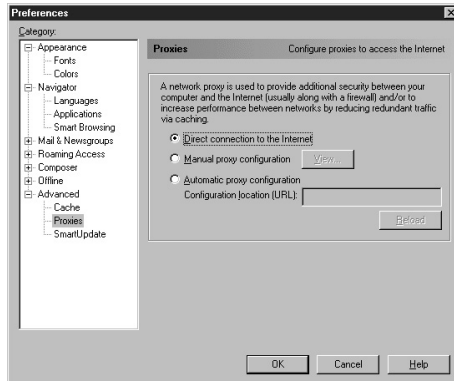 Preferences
Category:
Appearance
Fonts
Colors
Navigator
Languages
Applications
Smart Browsing
Mail & Newsgroups
Roaming Access
Composer
Offline
Advanced
Cache
Proxies
SmartUpdate
Proxies Configure proxies to access the Internet
A network proxy is used to provide additional security between your
computer and the Internet (usually along with a firewall) and/or to
increase performance between networks by reducing redundant traffic
via caching.
Direct connection to the Internet
Manual proxy configuration View...
Automatic proxy configuration
Configuration location (URL):
Reload
OK Cancel Help